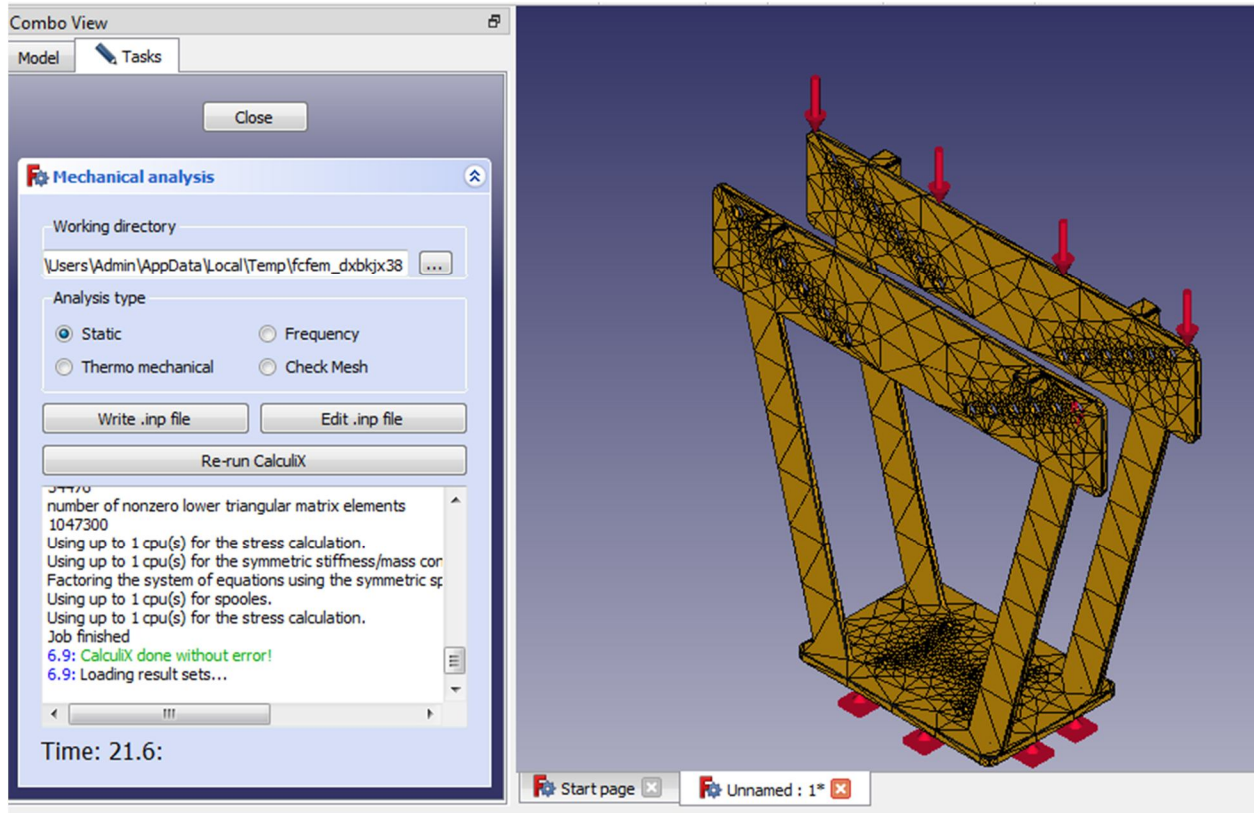 Combo View
Model
Tasks
Close
Mechanical analysis
Working directory
\Users\Admin\AppData\Local\Temp\fcfem_dxbkjx38
...
Analysis type
Static
Frequency
Thermo mechanical
Check Mesh
Write .inp file
Edit .inp file
Re-run CalculiX
number of nonzero lower triangular matrix elements
1047300
Using up to 1 cpu(s) for the stress calculation.
Using up to 1 cpu(s) for the symmetric stiffness/mass con
Factoring the system of equations using the symmetric sp
Using up to 1 cpu(s) for spooles.
Using up to 1 cpu(s) for the stress calculation.
Job finished
6.9: CalculiX done without error!
6.9: Loading result sets...
Time: 21.6:
Start page
Unnamed : 1*